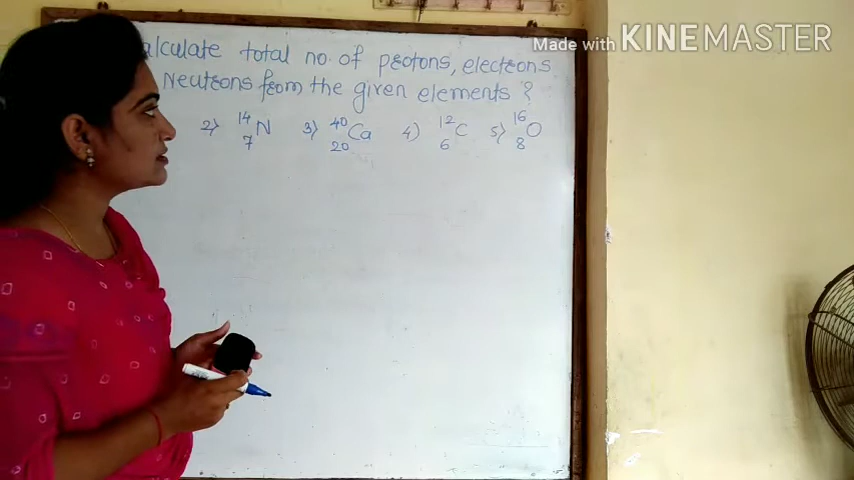 Made with KINEMASTER
alculate total no. of protons, electrons
Neutrons from the given elements ?
2) ¹⁴₇N 3) ⁴⁰₂₀Ca 4) ¹²₆C 5) ¹⁶₈O